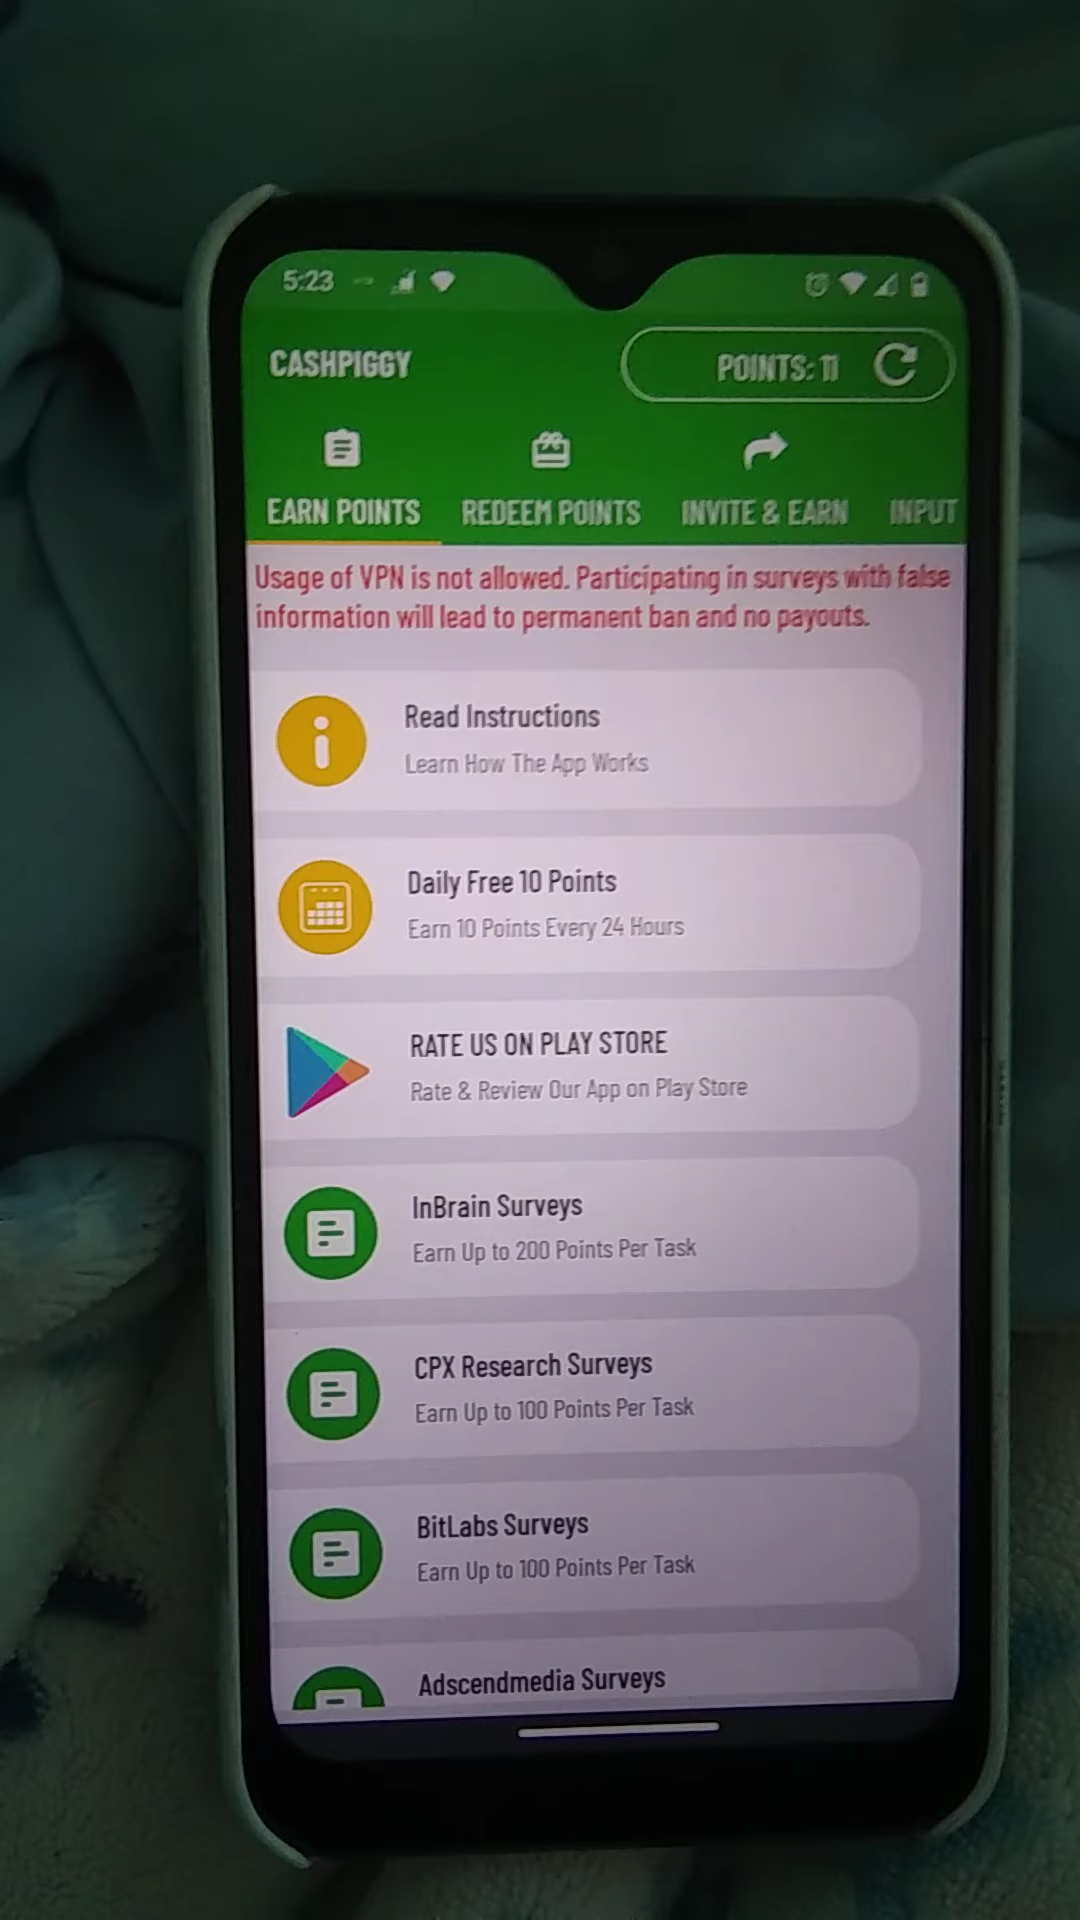 5:23
CASHPIGGY
POINTS: 11
EARN POINTS
REDEEM POINTS
INVITE & EARN
INPUT
Usage of VPN is not allowed. Participating in surveys with false
information will lead to permanent ban and no payouts.
Read Instructions
Learn How The App Works
Daily Free 10 Points
Earn 10 Points Every 24 Hours
RATE US ON PLAY STORE
Rate & Review Our App on Play Store
InBrain Surveys
Earn Up to 200 Points Per Task
CPX Research Surveys
Earn Up to 100 Points Per Task
BitLabs Surveys
Earn Up to 100 Points Per Task
Adscendmedia Surveys